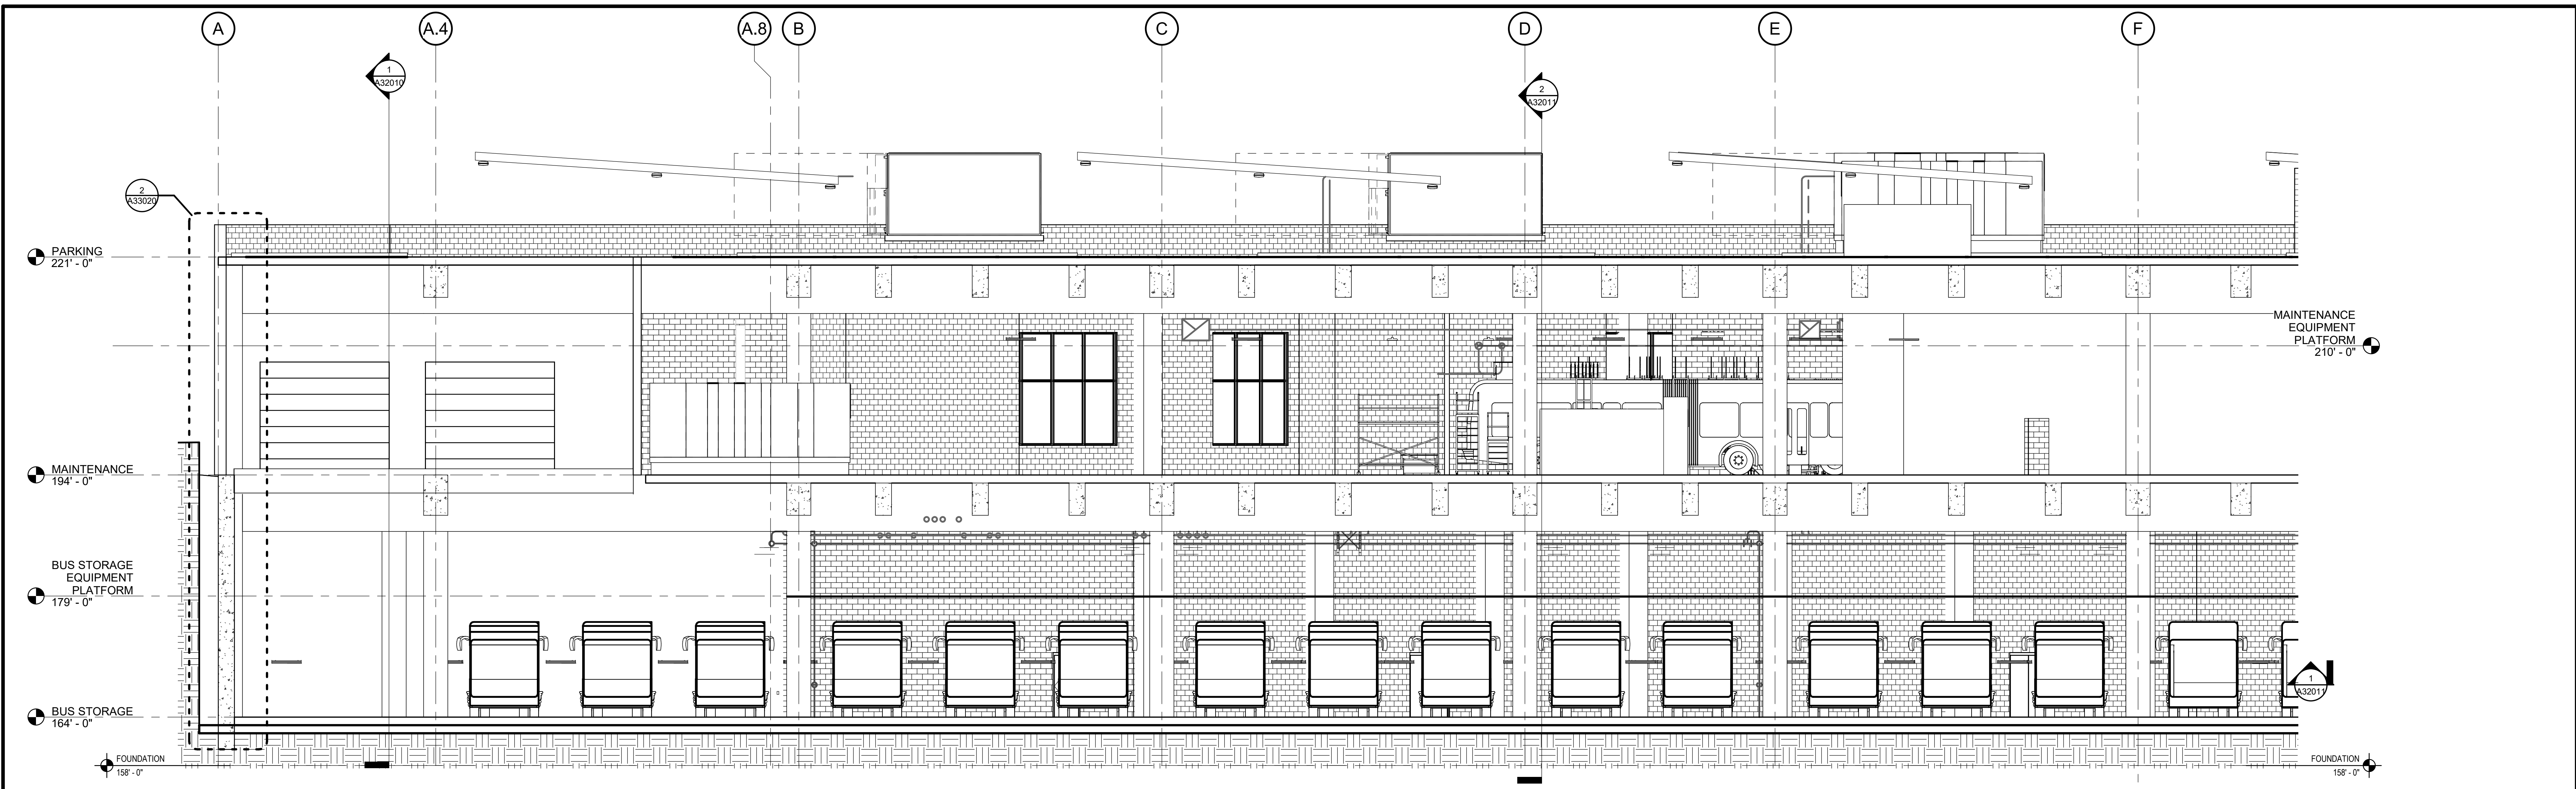 A
A.4
A.8
B
C
D
E
F
1
A32010
2
A32011
2
A33020
PARKING
221' - 0"
MAINTENANCE
EQUIPMENT
PLATFORM
210' - 0"
MAINTENANCE
194' - 0"
BUS STORAGE
EQUIPMENT
PLATFORM
179' - 0"
1
A32011
BUS STORAGE
164' - 0"
FOUNDATION
158' - 0"
FOUNDATION
158' - 0"